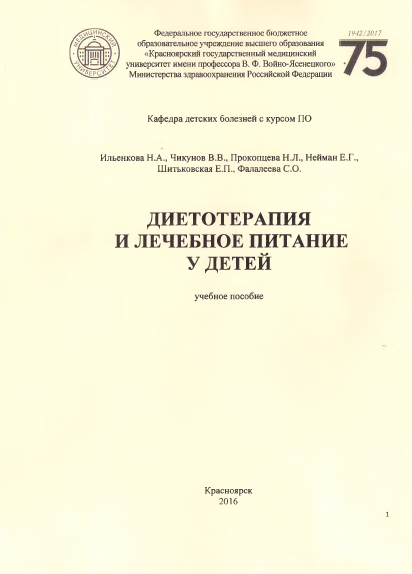 МЕДИЦИНСКИЙ
УНИВЕРСИТЕТ
Федеральное государственное бюджетное
образовательное учреждение высшего образования
«Красноярский государственный медицинский
университет имени профессора В. Ф. Войно-Ясенецкого»
Министерства здравоохранения Российской Федерации
1942/2017
75
Кафедра детских болезней с курсом ПО
Ильенкова Н.А., Чикунов В.В., Прокопцева Н.Л., Нейман Е.Г.,
Шитьковская Е.П., Фалалеева С.О.
ДИЕТОТЕРАПИЯ
И ЛЕЧЕБНОЕ ПИТАНИЕ
У ДЕТЕЙ
учебное пособие
Красноярск
2016
1